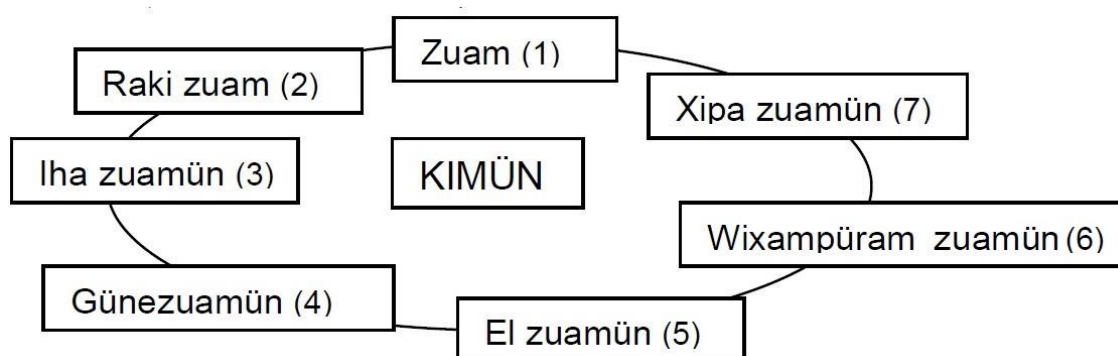 Zuam (1)
Raki zuam (2)
Xipa zuamün (7)
Iha zuamün (3)
KIMÜN
Wixampüram zuamün (6)
Günezuamün (4)
El zuamün (5)